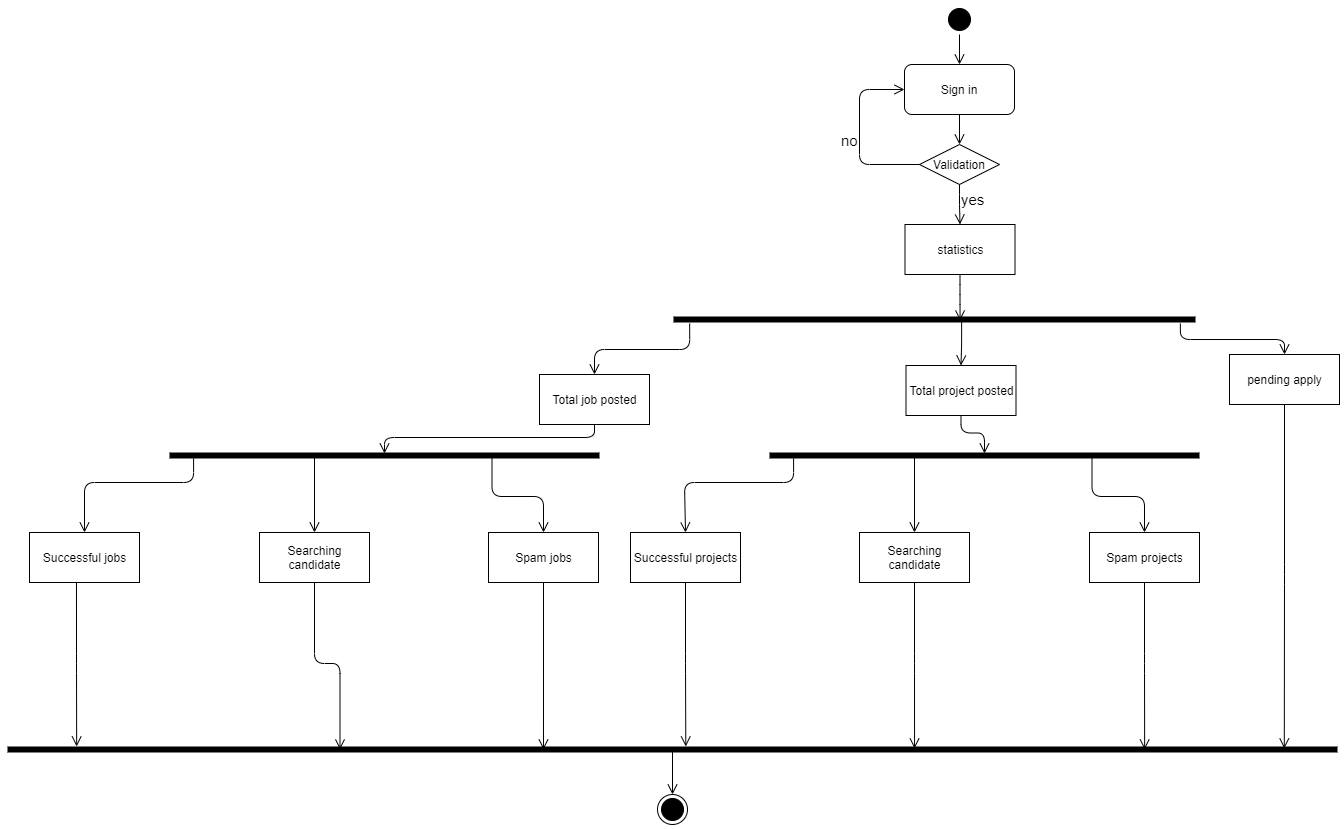 Sign in
no
Validation
yes
statistics
Total job posted
Total project posted
pending apply
Successful jobs
Searching
candidate
Spam jobs
Successful projects
Searching
candidate
Spam projects